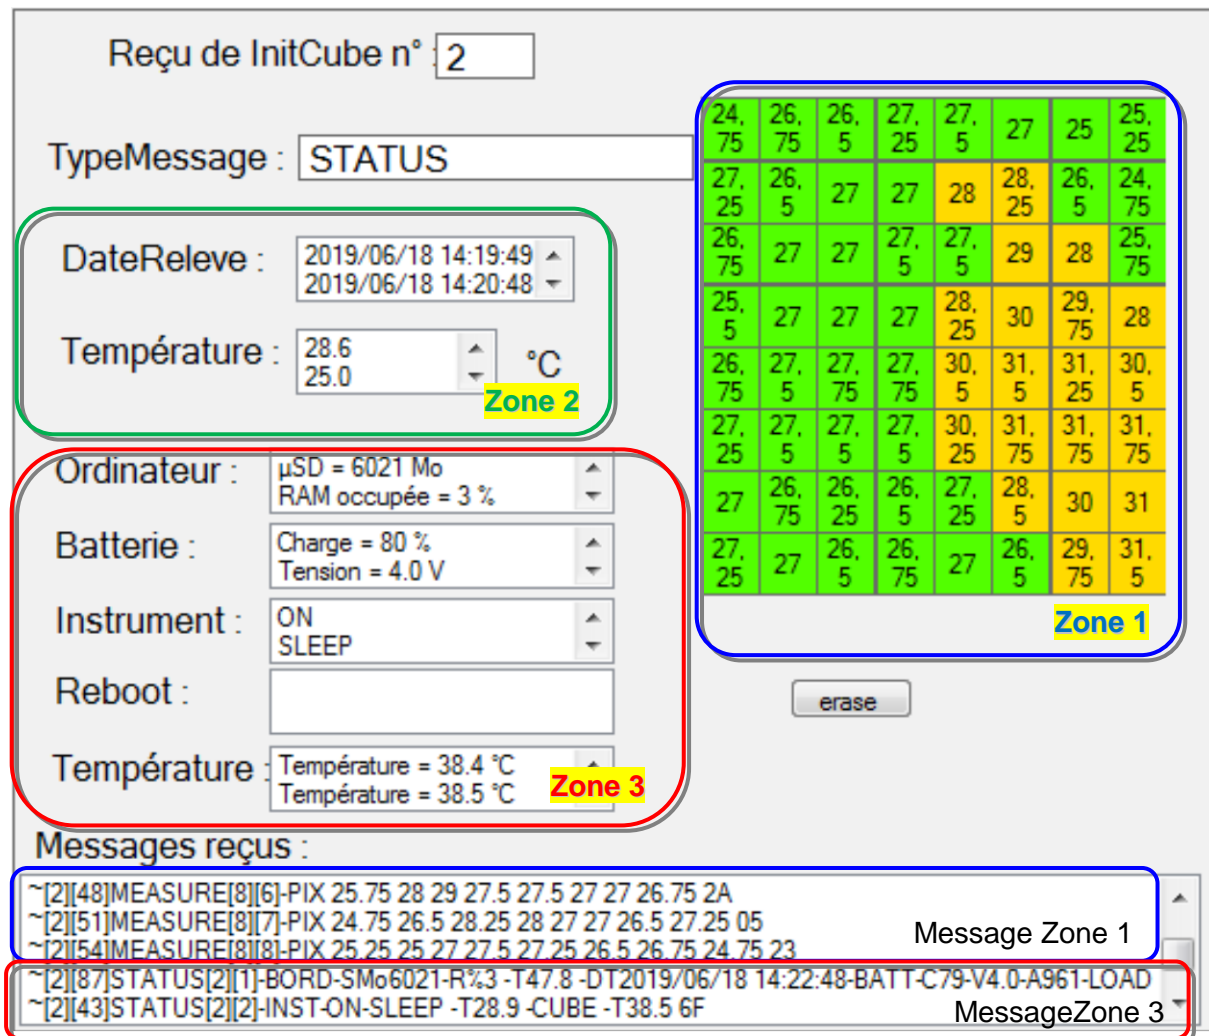 Reçu de InitCube n° : 2
TypeMessage : STATUS
DateReleve : 2019/06/18 14:19:49
2019/06/18 14:20:48
Température : 28.6
25.0
°C
Zone 2
Ordinateur : µSD = 6021 Mo
RAM occupée = 3 %
Batterie : Charge = 80 %
Tension = 4.0 V
Instrument : ON
SLEEP
Reboot :
Température : Température = 38.4 °C
Température = 38.5 °C
Zone 3
24,75 26,75 26,5 27,25 27,5 27 25 25,25
27,25 26,5 27 27 28 28,25 26,5 24,75
26,75 27 27 27,5 27,5 29 28 25,75
25,5 27 27 27 28,25 30 29,75 28
26,75 27,5 27,75 27,75 30,5 31,5 31,25 30,5
27,25 27,5 27,5 27,5 30,25 31,75 31,75 31,75
27 26,75 26,25 26,5 27,25 28,5 30 31
27,25 27 26,5 26,75 27 26,5 29,75 31,5
Zone 1
erase
Messages reçus :
~[2][48]MEASURE[8][6]-PIX 25.75 28 29 27.5 27.5 27 27 26.75 2A
~[2][51]MEASURE[8][7]-PIX 24.75 26.5 28.25 28 27 27 26.5 27.25 05
~[2][54]MEASURE[8][8]-PIX 25.25 25 27 27.5 27.25 26.5 26.75 24.75 23
Message Zone 1
~[2][87]STATUS[2][1]-BORD-SMo6021-R%3 -T47.8 -DT2019/06/18 14:22:48-BATT-C79-V4.0-A961-LOAD
~[2][43]STATUS[2][2]-INST-ON-SLEEP -T28.9 -CUBE -T38.5 6F
MessageZone 3